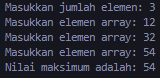 Masukkan jumlah elemen: 3
Masukkan elemen array: 12
Masukkan elemen array: 32
Masukkan elemen array: 54
Nilai maksimum adalah: 54